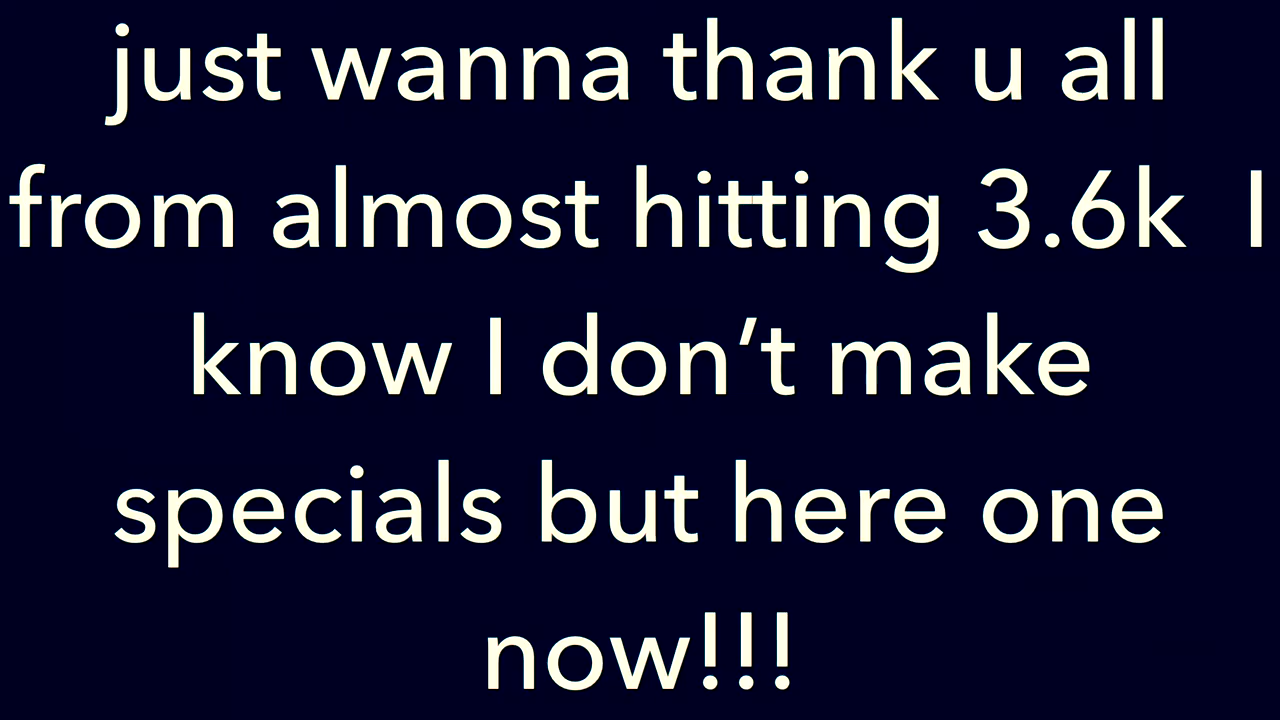 just wanna thank u all
from almost hitting 3.6k  I
know I don’t make
specials but here one
now!!!